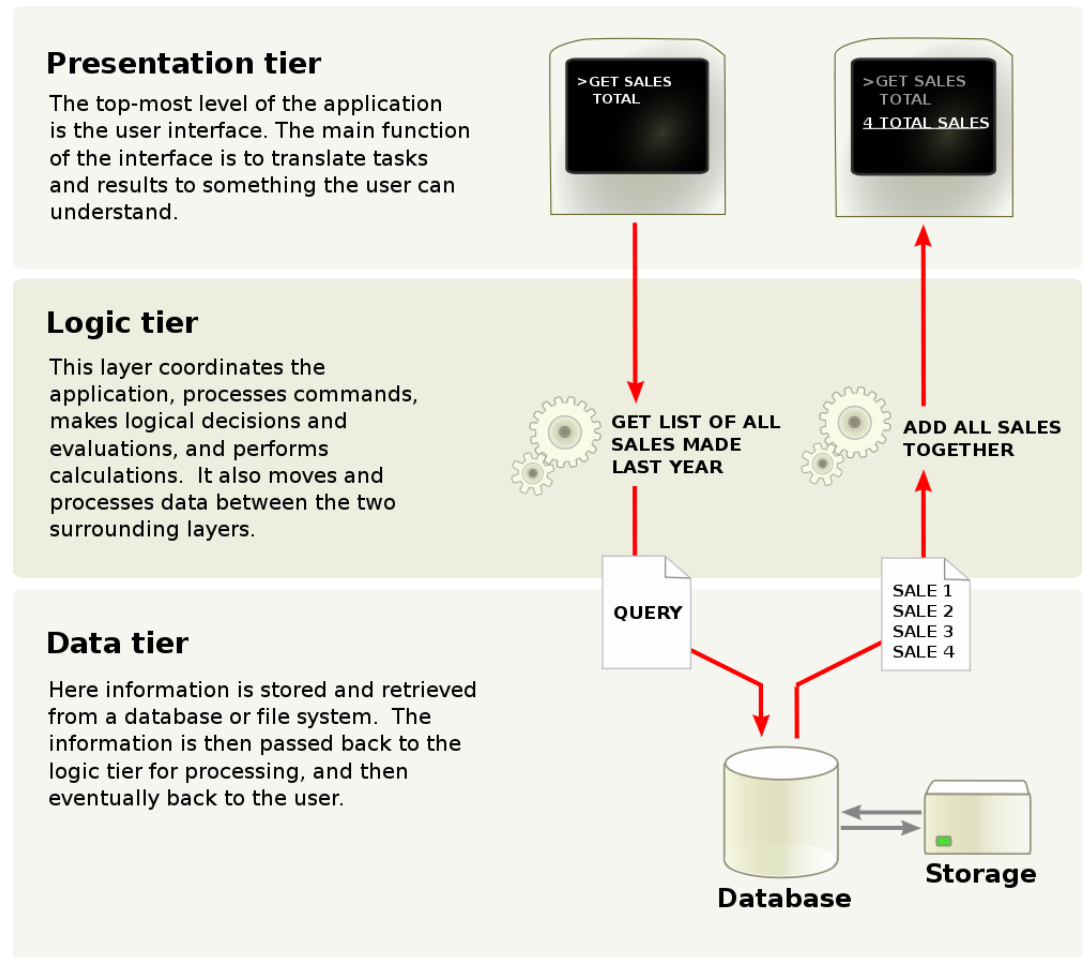 Presentation tier
The top-most level of the application
is the user interface. The main function
of the interface is to translate tasks
and results to something the user can
understand.
>GET SALES
TOTAL
>GET SALES
TOTAL
4 TOTAL SALES
Logic tier
This layer coordinates the
application, processes commands,
makes logical decisions and
evaluations, and performs
calculations.  It also moves and
processes data between the two
surrounding layers.
GET LIST OF ALL
SALES MADE
LAST YEAR
ADD ALL SALES
TOGETHER
QUERY
SALE 1
SALE 2
SALE 3
SALE 4
Data tier
Here information is stored and retrieved
from a database or file system.  The
information is then passed back to the
logic tier for processing, and then
eventually back to the user.
Database
Storage